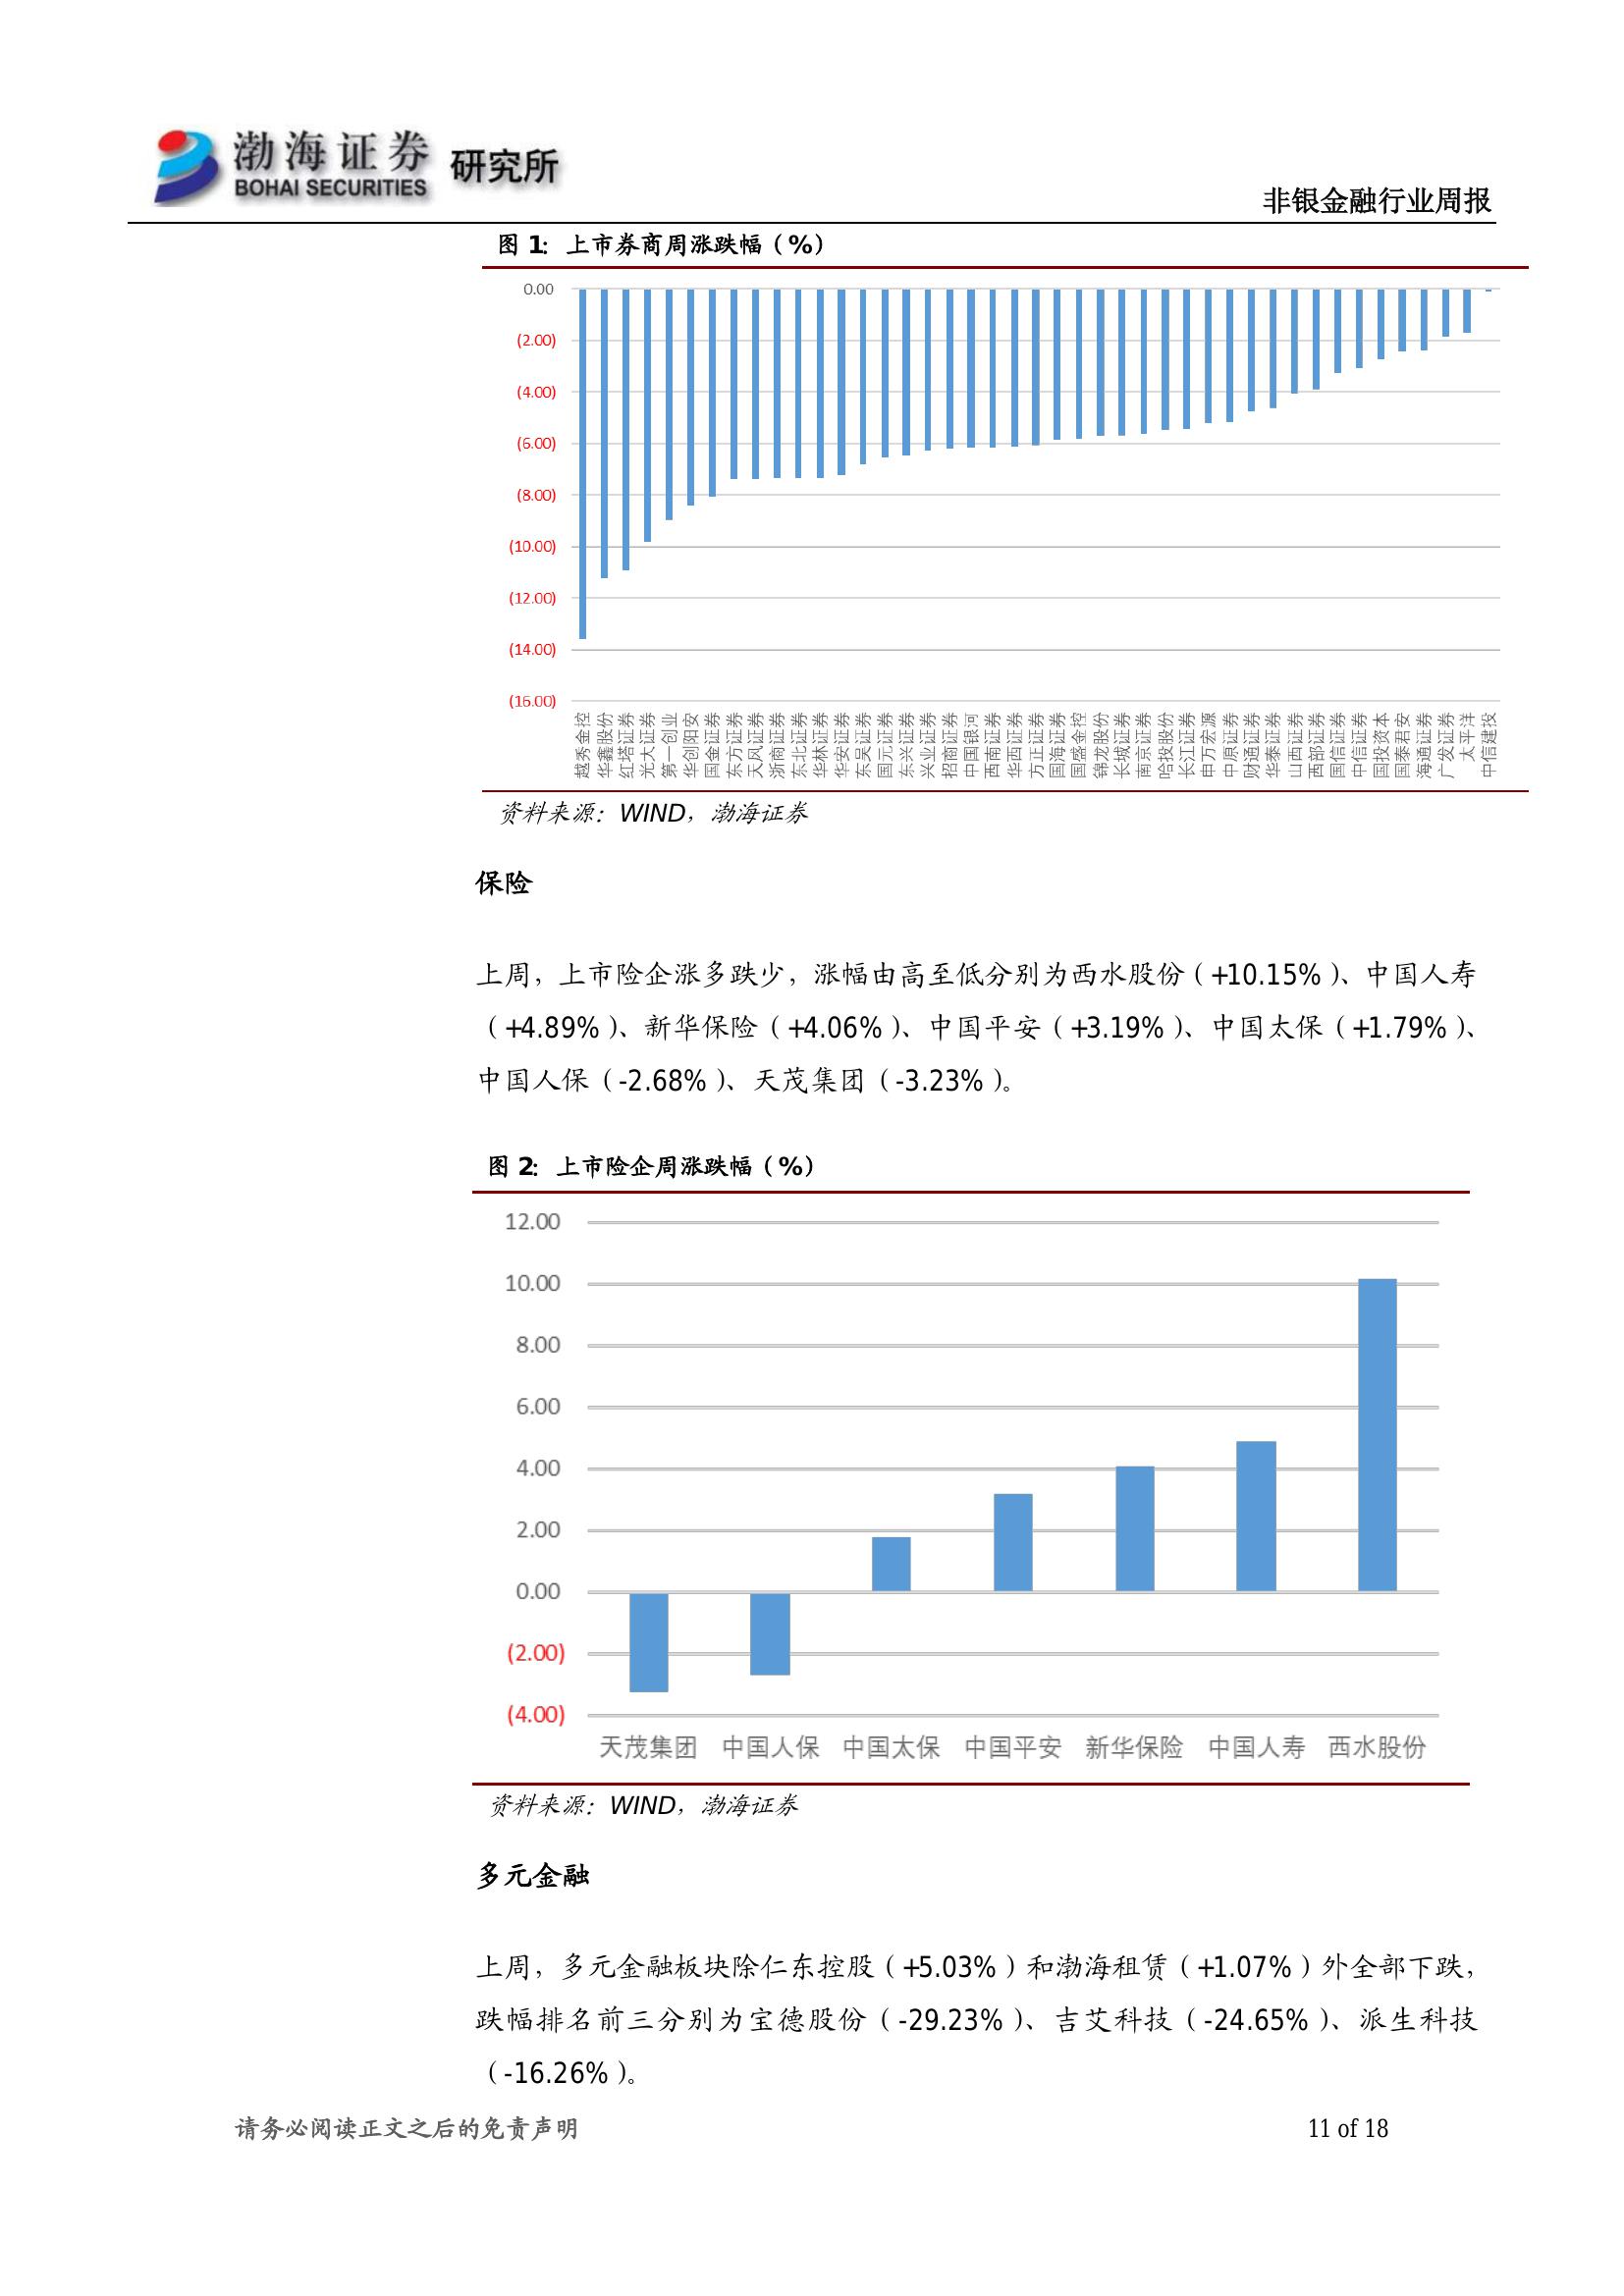 渤海证券 研究所
BOHAI SECURITIES
非银金融行业周报
图 1：上市券商周涨跌幅（%）
0.00
(2.00)
(4.00)
(6.00)
(8.00)
(10.00)
(12.00)
(14.00)
(16.00)
越秀金控
华鑫股份
红塔证券
光大证券
第一创业
华创阳安
国金证券
东方证券
天风证券
浙商证券
东北证券
华林证券
华安证券
东吴证券
国元证券
东兴证券
兴业证券
招商证券
中国银河
西南证券
华西证券
方正证券
国海证券
国盛金控
锦龙股份
长城证券
南京证券
哈投股份
长江证券
申万宏源
中原证券
财通证券
华泰证券
山西证券
西部证券
国信证券
中信证券
国投资本
国泰君安
海通证券
广发证券
太平洋
中信建投
资料来源：WIND，渤海证券
保险
上周，上市险企涨多跌少，涨幅由高至低分别为西水股份（+10.15%）、中国人寿
（+4.89%）、新华保险（+4.06%）、中国平安（+3.19%）、中国太保（+1.79%）、
中国人保（-2.68%）、天茂集团（-3.23%）。
图 2：上市险企周涨跌幅（%）
12.00
10.00
8.00
6.00
4.00
2.00
0.00
(2.00)
(4.00)
天茂集团 中国人保 中国太保 中国平安 新华保险 中国人寿 西水股份
资料来源：WIND，渤海证券
多元金融
上周，多元金融板块除仁东控股（+5.03%）和渤海租赁（+1.07%）外全部下跌，
跌幅排名前三分别为宝德股份（-29.23%）、吉艾科技（-24.65%）、派生科技
（-16.26%）。
请务必阅读正文之后的免责声明 11 of 18